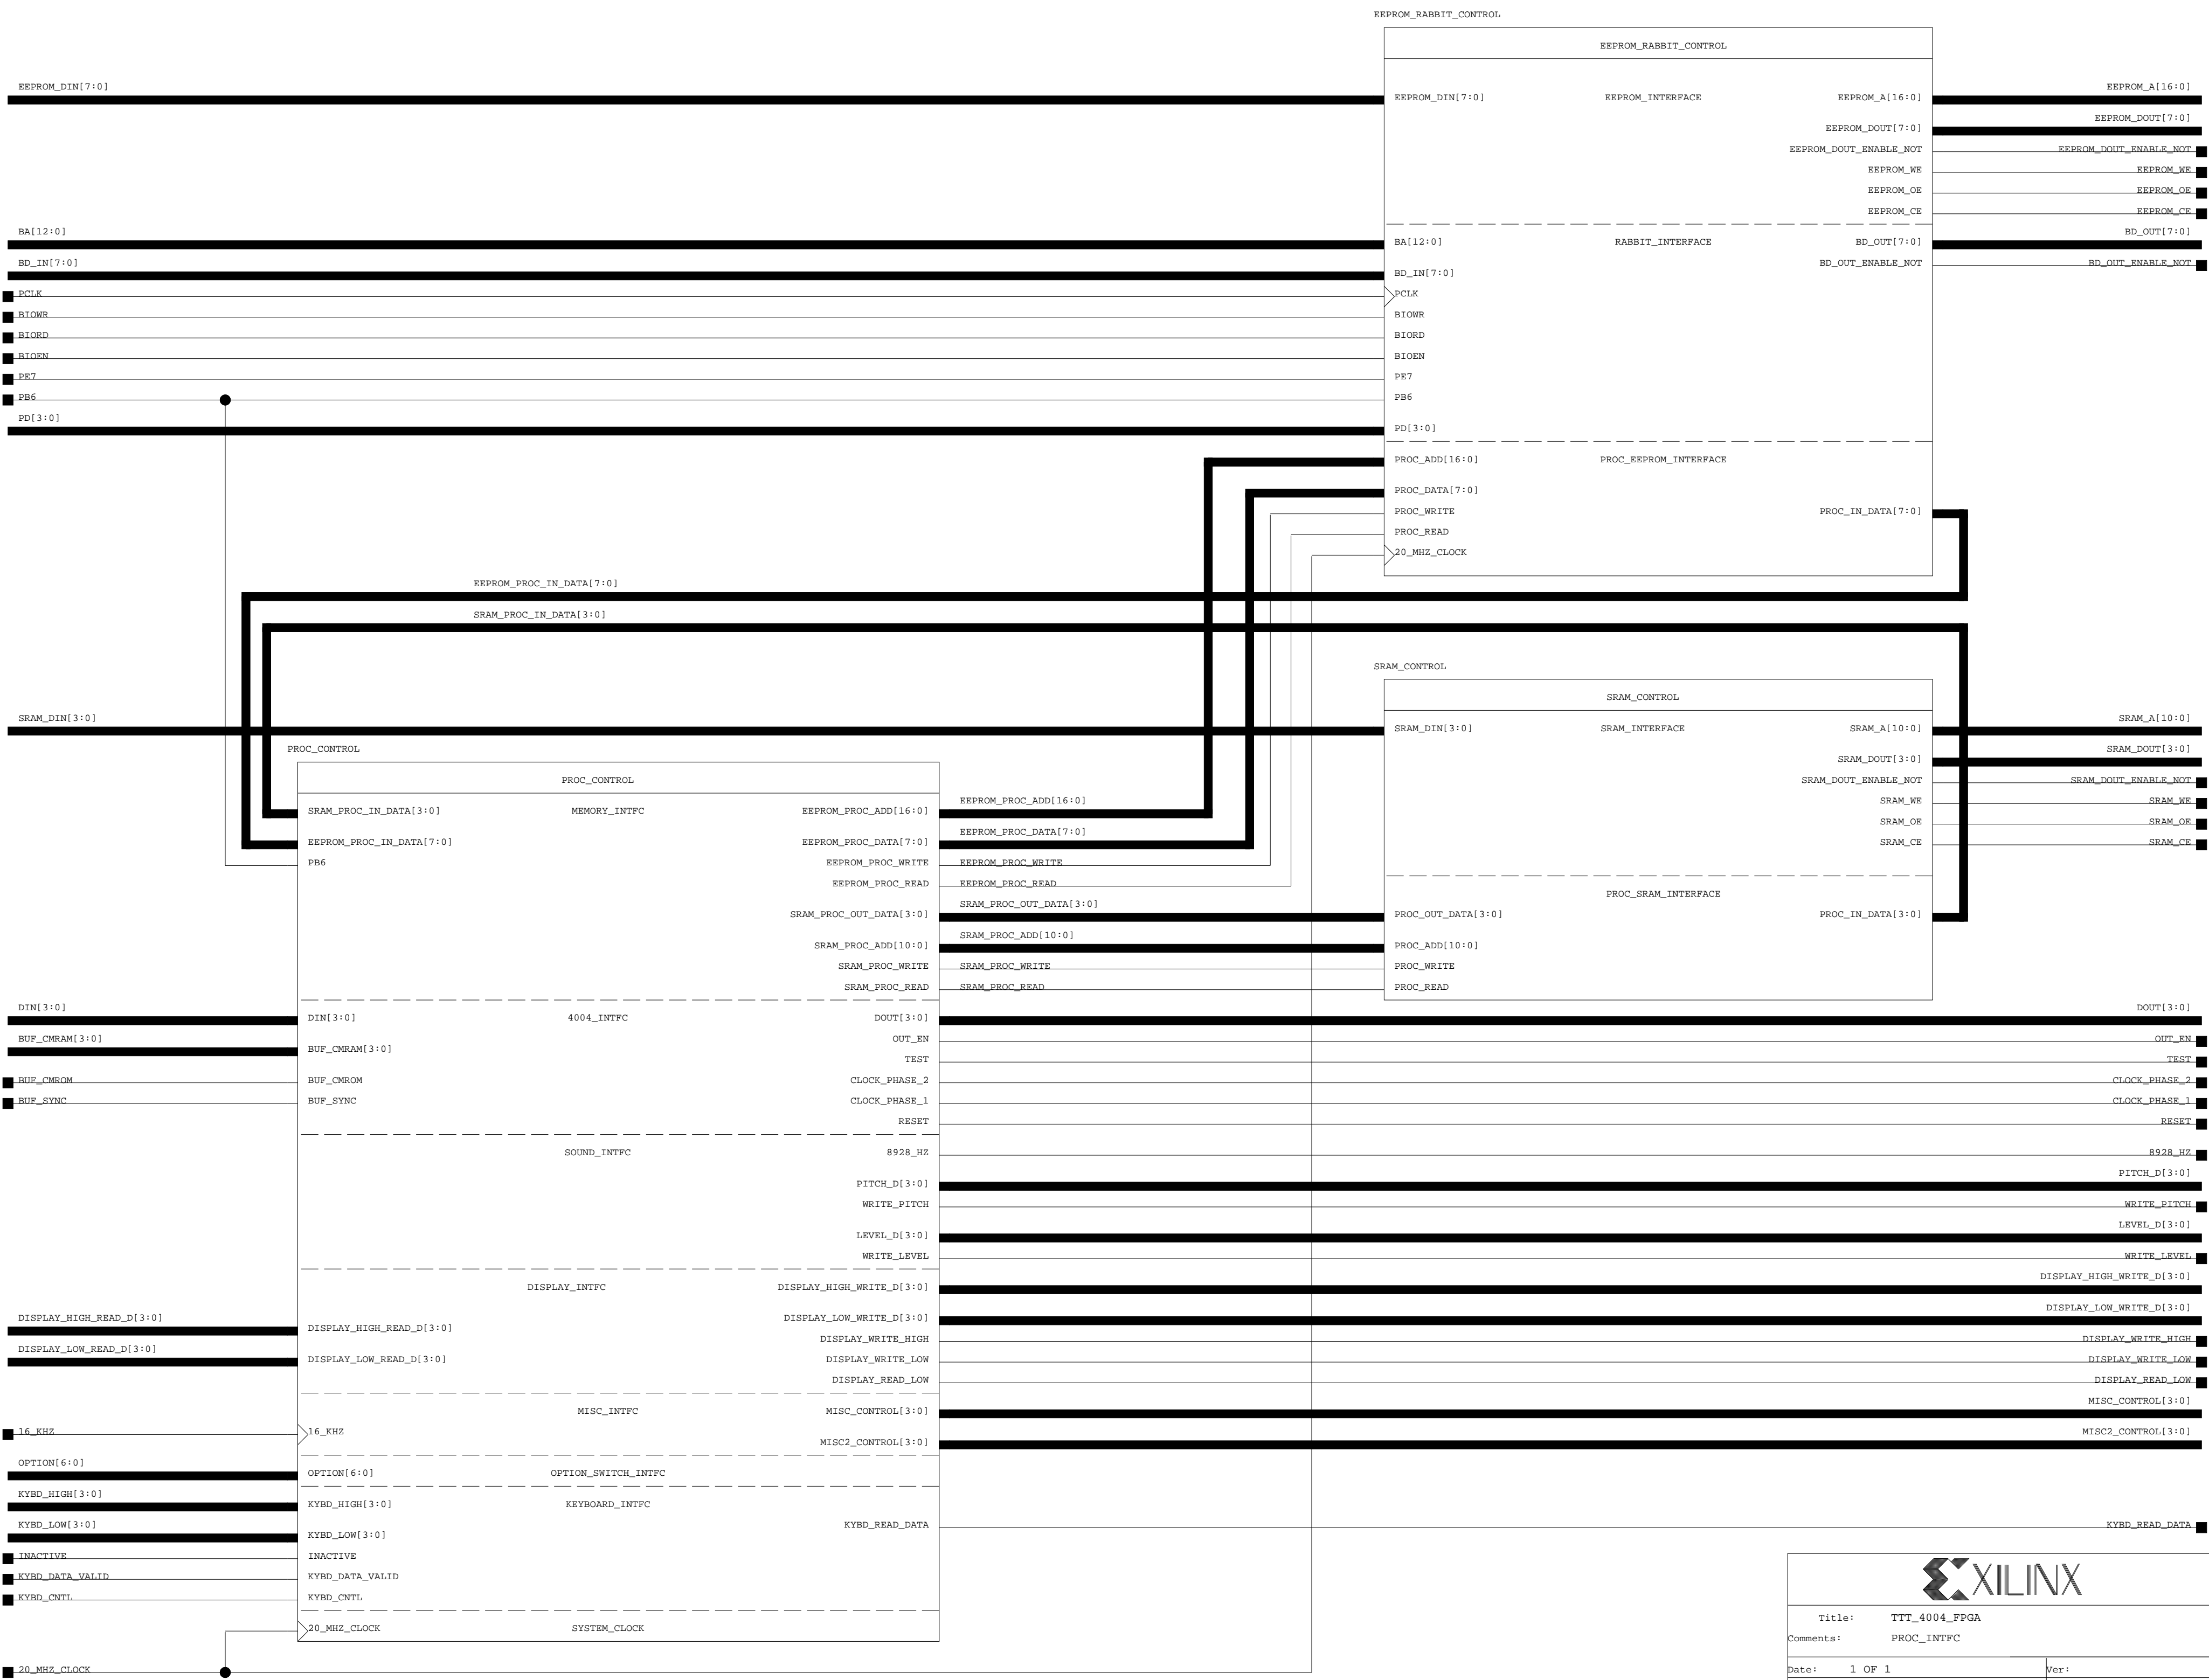 EEPROM_RABBIT_CONTROL
EEPROM_RABBIT_CONTROL
EEPROM_DIN[7:0]
EEPROM_DIN[7:0] EEPROM_INTERFACE EEPROM_A[16:0]
EEPROM_A[16:0]
EEPROM_DOUT[7:0]
EEPROM_DOUT[7:0]
EEPROM_DOUT_ENABLE_NOT EEPROM_DOUT_ENABLE_NOT
EEPROM_WE EEPROM_WE
EEPROM_OE EEPROM_OE
EEPROM_CE EEPROM_CE
BA[12:0]
BA[12:0] RABBIT_INTERFACE BD_OUT[7:0]
BD_OUT[7:0]
BD_OUT_ENABLE_NOT BD_OUT_ENABLE_NOT
BD_IN[7:0]
BD_IN[7:0]
PCLK PCLK
BIOWR BIOWR
BIORD BIORD
BIOEN BIOEN
PE7 PE7
PB6 PB6
PD[3:0]
PD[3:0]
PROC_ADD[16:0] PROC_EEPROM_INTERFACE
PROC_DATA[7:0]
PROC_WRITE PROC_IN_DATA[7:0]
PROC_READ
20_MHZ_CLOCK
EEPROM_PROC_IN_DATA[7:0]
SRAM_PROC_IN_DATA[3:0]
SRAM_CONTROL
SRAM_CONTROL
SRAM_DIN[3:0]
SRAM_DIN[3:0] SRAM_INTERFACE SRAM_A[10:0]
SRAM_A[10:0]
SRAM_DOUT[3:0]
SRAM_DOUT[3:0]
SRAM_DOUT_ENABLE_NOT SRAM_DOUT_ENABLE_NOT
SRAM_WE SRAM_WE
SRAM_OE SRAM_OE
SRAM_CE SRAM_CE
PROC_SRAM_INTERFACE
PROC_OUT_DATA[3:0] PROC_IN_DATA[3:0]
PROC_ADD[10:0]
PROC_WRITE
PROC_READ
PROC_CONTROL
PROC_CONTROL
SRAM_PROC_IN_DATA[3:0] MEMORY_INTFC EEPROM_PROC_ADD[16:0]
EEPROM_PROC_ADD[16:0]
EEPROM_PROC_IN_DATA[7:0] EEPROM_PROC_DATA[7:0]
EEPROM_PROC_DATA[7:0]
PB6 EEPROM_PROC_WRITE EEPROM_PROC_WRITE
EEPROM_PROC_READ EEPROM_PROC_READ
SRAM_PROC_OUT_DATA[3:0]
SRAM_PROC_OUT_DATA[3:0]
SRAM_PROC_ADD[10:0]
SRAM_PROC_ADD[10:0]
SRAM_PROC_WRITE SRAM_PROC_WRITE
SRAM_PROC_READ SRAM_PROC_READ
DIN[3:0]
DIN[3:0] 4004_INTFC DOUT[3:0]
DOUT[3:0]
BUF_CMRAM[3:0]
BUF_CMRAM[3:0]
OUT_EN OUT_EN
TEST TEST
BUF_CMROM BUF_CMROM CLOCK_PHASE_2 CLOCK_PHASE_2
BUF_SYNC BUF_SYNC CLOCK_PHASE_1 CLOCK_PHASE_1
RESET RESET
SOUND_INTFC 8928_HZ 8928_HZ
PITCH_D[3:0]
PITCH_D[3:0]
WRITE_PITCH WRITE_PITCH
LEVEL_D[3:0]
LEVEL_D[3:0]
WRITE_LEVEL WRITE_LEVEL
DISPLAY_INTFC DISPLAY_HIGH_WRITE_D[3:0]
DISPLAY_HIGH_WRITE_D[3:0]
DISPLAY_LOW_WRITE_D[3:0]
DISPLAY_LOW_WRITE_D[3:0]
DISPLAY_HIGH_READ_D[3:0]
DISPLAY_HIGH_READ_D[3:0]
DISPLAY_WRITE_HIGH DISPLAY_WRITE_HIGH
DISPLAY_LOW_READ_D[3:0]
DISPLAY_LOW_READ_D[3:0]
DISPLAY_WRITE_LOW DISPLAY_WRITE_LOW
DISPLAY_READ_LOW DISPLAY_READ_LOW
MISC_INTFC MISC_CONTROL[3:0]
MISC_CONTROL[3:0]
16_KHZ 16_KHZ
MISC2_CONTROL[3:0]
MISC2_CONTROL[3:0]
OPTION[6:0]
OPTION[6:0] OPTION_SWITCH_INTFC
KYBD_HIGH[3:0]
KYBD_HIGH[3:0] KEYBOARD_INTFC
KYBD_LOW[3:0]
KYBD_LOW[3:0]
KYBD_READ_DATA KYBD_READ_DATA
INACTIVE INACTIVE
KYBD_DATA_VALID KYBD_DATA_VALID
KYBD_CNTL KYBD_CNTL
20_MHZ_CLOCK SYSTEM_CLOCK
20_MHZ_CLOCK
XILINX
Title: TTT_4004_FPGA
Comments: PROC_INTFC
Date: 1 OF 1 Ver: